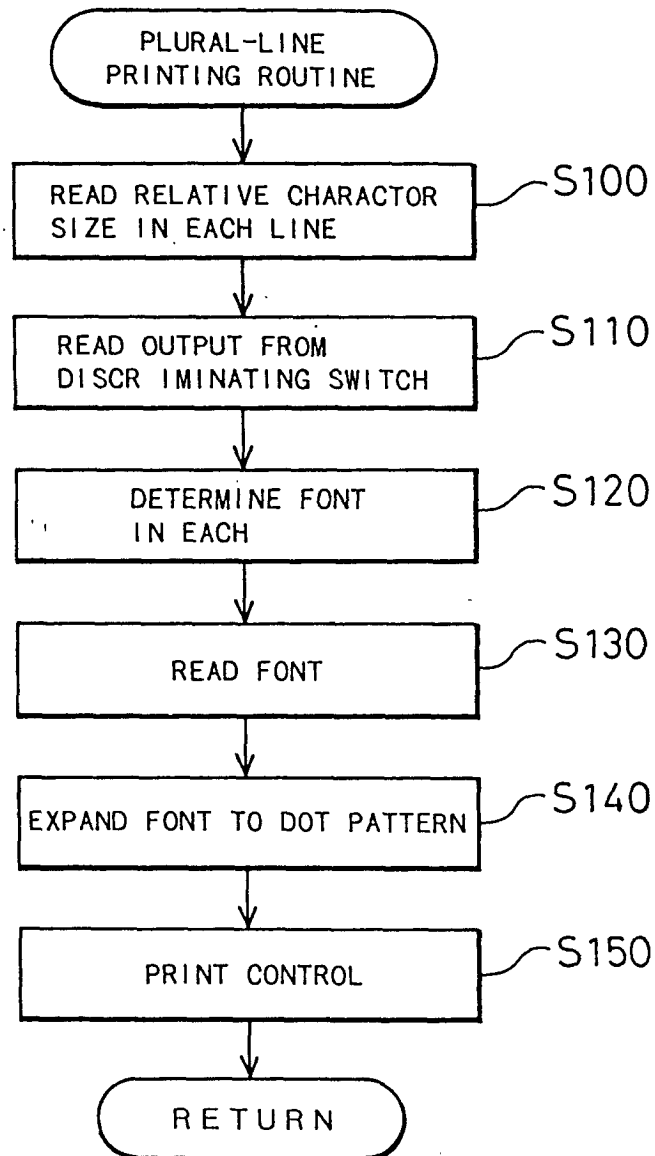 PLURAL-LINE
PRINTING ROUTINE
READ RELATIVE CHARACTOR
SIZE IN EACH LINE
S100
READ OUTPUT FROM
DISCR IMINATING SWITCH
S110
DETERMINE FONT
IN EACH
S120
READ FONT
S130
EXPAND FONT TO DOT PATTERN
S140
PRINT CONTROL
S150
RETURN